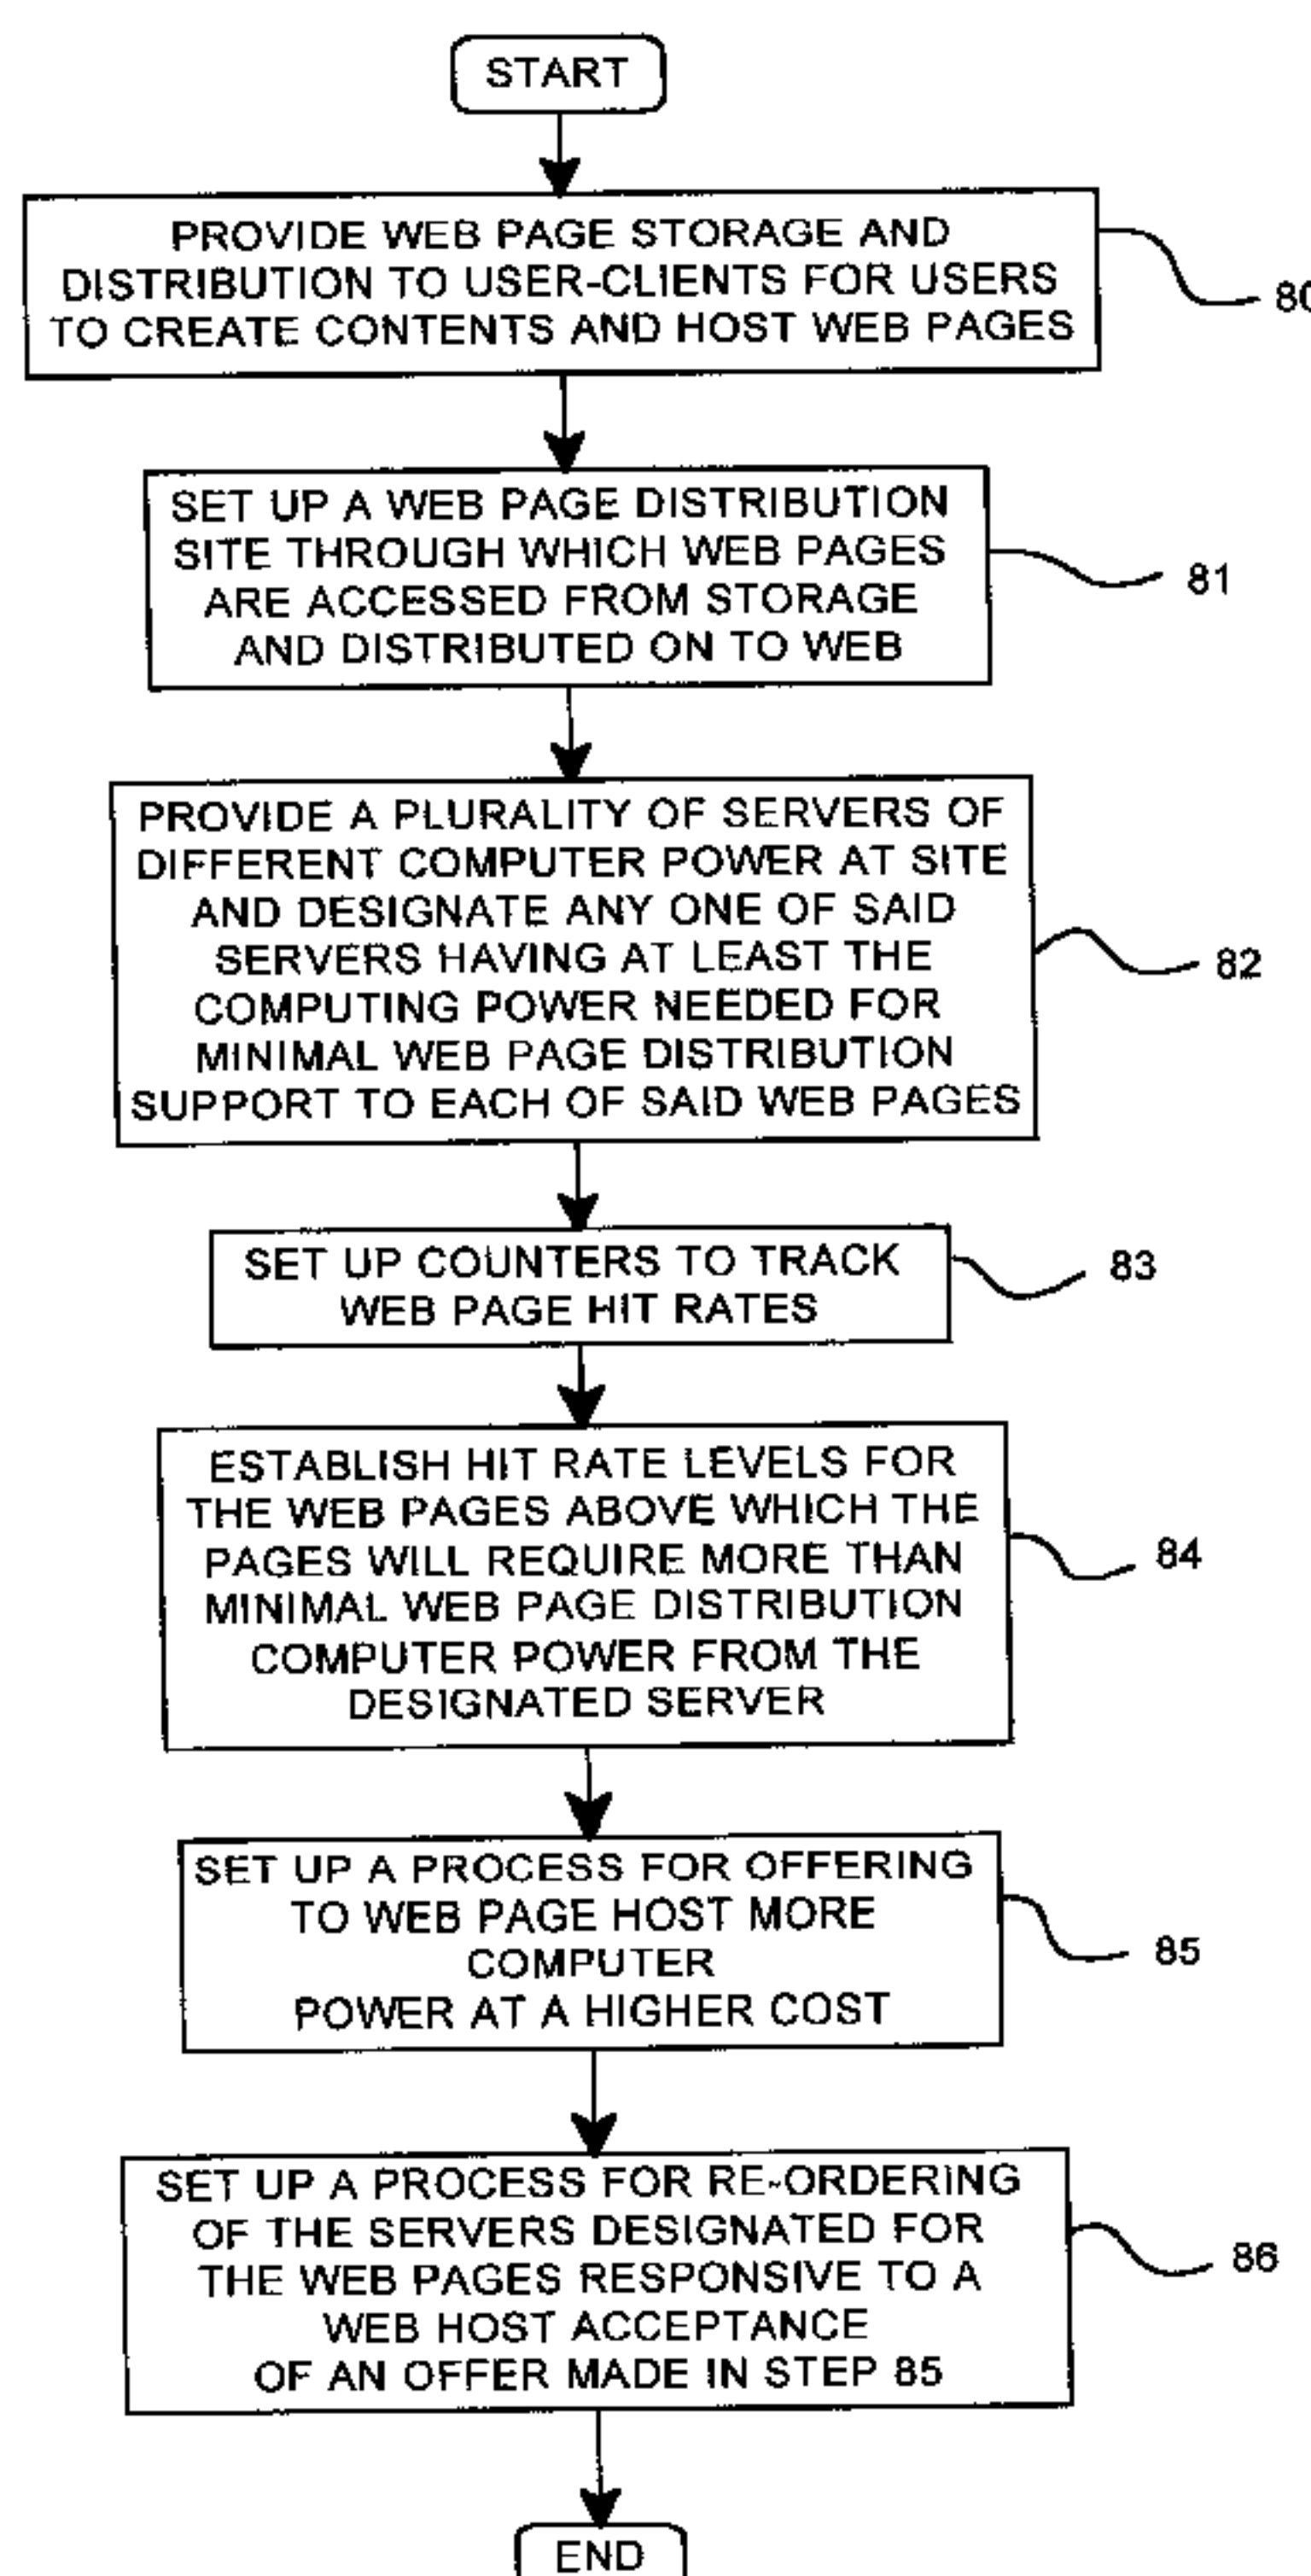 START
PROVIDE WEB PAGE STORAGE AND
DISTRIBUTION TO USER-CLIENTS FOR USERS
TO CREATE CONTENTS AND HOST WEB PAGES
80
SET UP A WEB PAGE DISTRIBUTION
SITE THROUGH WHICH WEB PAGES
ARE ACCESSED FROM STORAGE
AND DISTRIBUTED ON TO WEB
81
PROVIDE A PLURALITY OF SERVERS OF
DIFFERENT COMPUTER POWER AT SITE
AND DESIGNATE ANY ONE OF SAID
SERVERS HAVING AT LEAST THE
COMPUTING POWER NEEDED FOR
MINIMAL WEB PAGE DISTRIBUTION
SUPPORT TO EACH OF SAID WEB PAGES
82
SET UP COUNTERS TO TRACK
WEB PAGE HIT RATES
83
ESTABLISH HIT RATE LEVELS FOR
THE WEB PAGES ABOVE WHICH THE
PAGES WILL REQUIRE MORE THAN
MINIMAL WEB PAGE DISTRIBUTION
COMPUTER POWER FROM THE
DESIGNATED SERVER
84
SET UP A PROCESS FOR OFFERING
TO WEB PAGE HOST MORE
COMPUTER
POWER AT A HIGHER COST
85
SET UP A PROCESS FOR RE-ORDERING
OF THE SERVERS DESIGNATED FOR
THE WEB PAGES RESPONSIVE TO A
WEB HOST ACCEPTANCE
OF AN OFFER MADE IN STEP 85
86
END